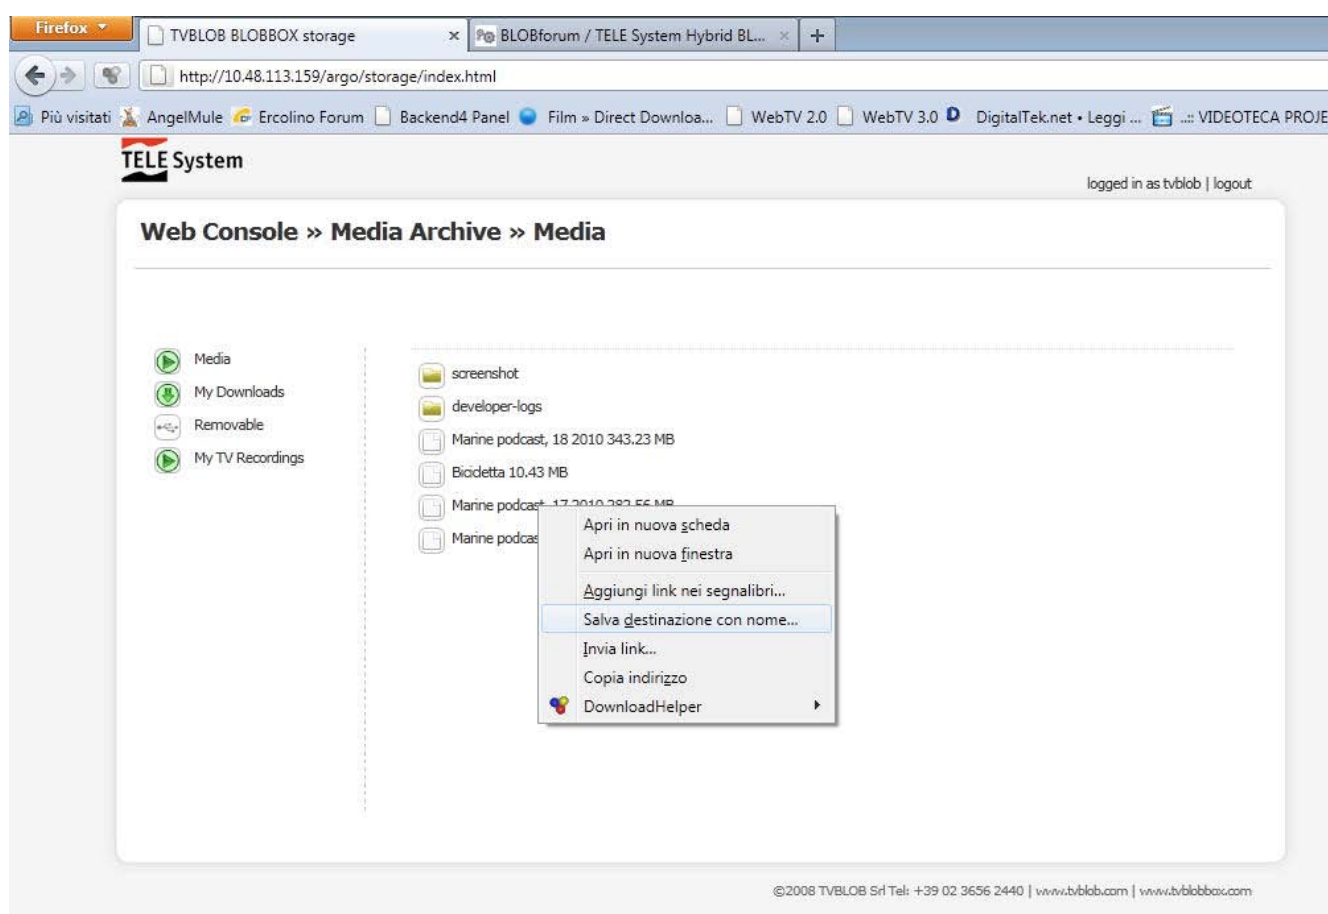 Firefox
TVBLOB BLOBBOX storage
BLOBforum / TELE System Hybrid BL...
http://10.48.113.159/argo/storage/index.html
Più visitati AngelMule Ercolino Forum Backend4 Panel Film » Direct Downloa... WebTV 2.0 WebTV 3.0 DigitalTek.net • Leggi ... ..:: VIDEOTECA PROJE
TELE System
logged in as tvblob | logout
Web Console » Media Archive » Media
Media
My Downloads
Removable
My TV Recordings
screenshot
developer-logs
Marine podcast, 18 2010 343.23 MB
Bicidetta 10.43 MB
Marine podcast, 17 2010 282.56 MB
Marine podcas
Apri in nuova scheda
Apri in nuova finestra
Aggiungi link nei segnalibri...
Salva destinazione con nome...
Invia link...
Copia indirizzo
DownloadHelper
©2008 TVBLOB Srl Tel: +39 02 3656 2440 | www.tvblob.com | www.tvblobbox.com